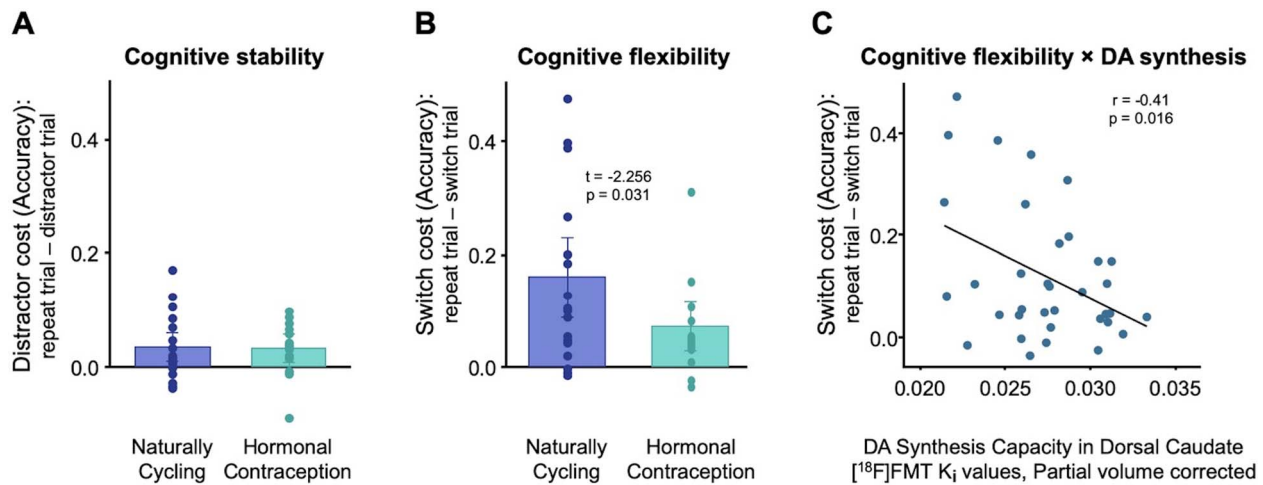 A
Cognitive stability
Distractor cost (Accuracy):
repeat trial – distractor trial
0.4
0.2
0.0
Naturally
Cycling
Hormonal
Contraception
B
Cognitive flexibility
Switch cost (Accuracy):
repeat trial – switch trial
0.4
0.2
0.0
t = -2.256
p = 0.031
Naturally
Cycling
Hormonal
Contraception
C
Cognitive flexibility × DA synthesis
Switch cost (Accuracy):
repeat trial – switch trial
0.4
0.2
0.0
r = -0.41
p = 0.016
0.020 0.025 0.030 0.035
DA Synthesis Capacity in Dorsal Caudate
[¹⁸F]FMT Kᵢ values, Partial volume corrected